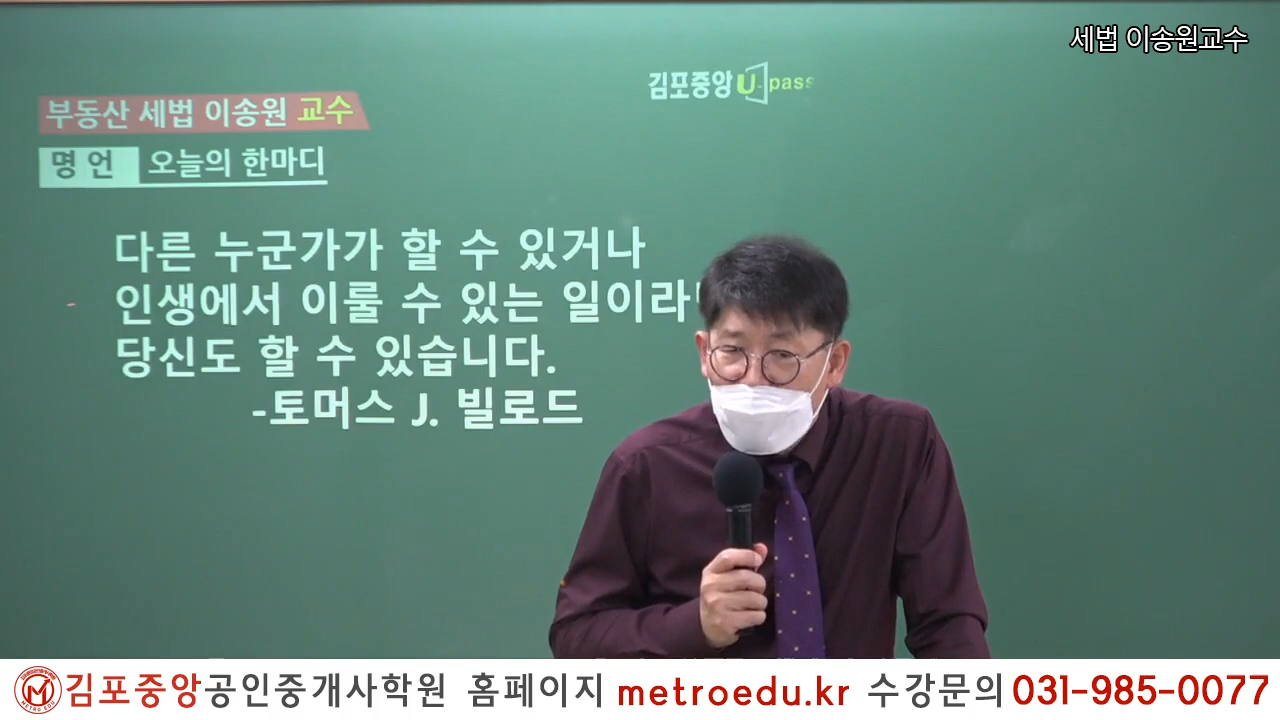 세법 이송원교수
김포중앙 U-pass
부동산 세법 이송원 교수
명 언 오늘의 한마디
다른 누군가가 할 수 있거나
인생에서 이룰 수 있는 일이라
당신도 할 수 있습니다.
-토머스 J. 빌로드
METRO EDU
김포중앙공인중개사학원 홈페이지 metroedu.kr 수강문의 031-985-0077